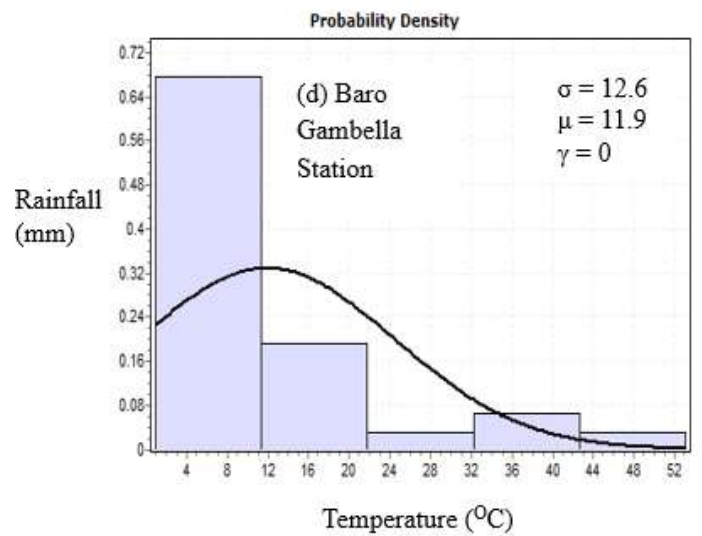 Probability Density
0.72
0.64
0.56
0.48
0.4
0.32
0.24
0.16
0.08
0
Rainfall
(mm)
(d) Baro
Gambella
Station
σ = 12.6
μ = 11.9
γ = 0
4 8 12 16 20 24 28 32 36 40 44 48 52
Temperature (⁰C)